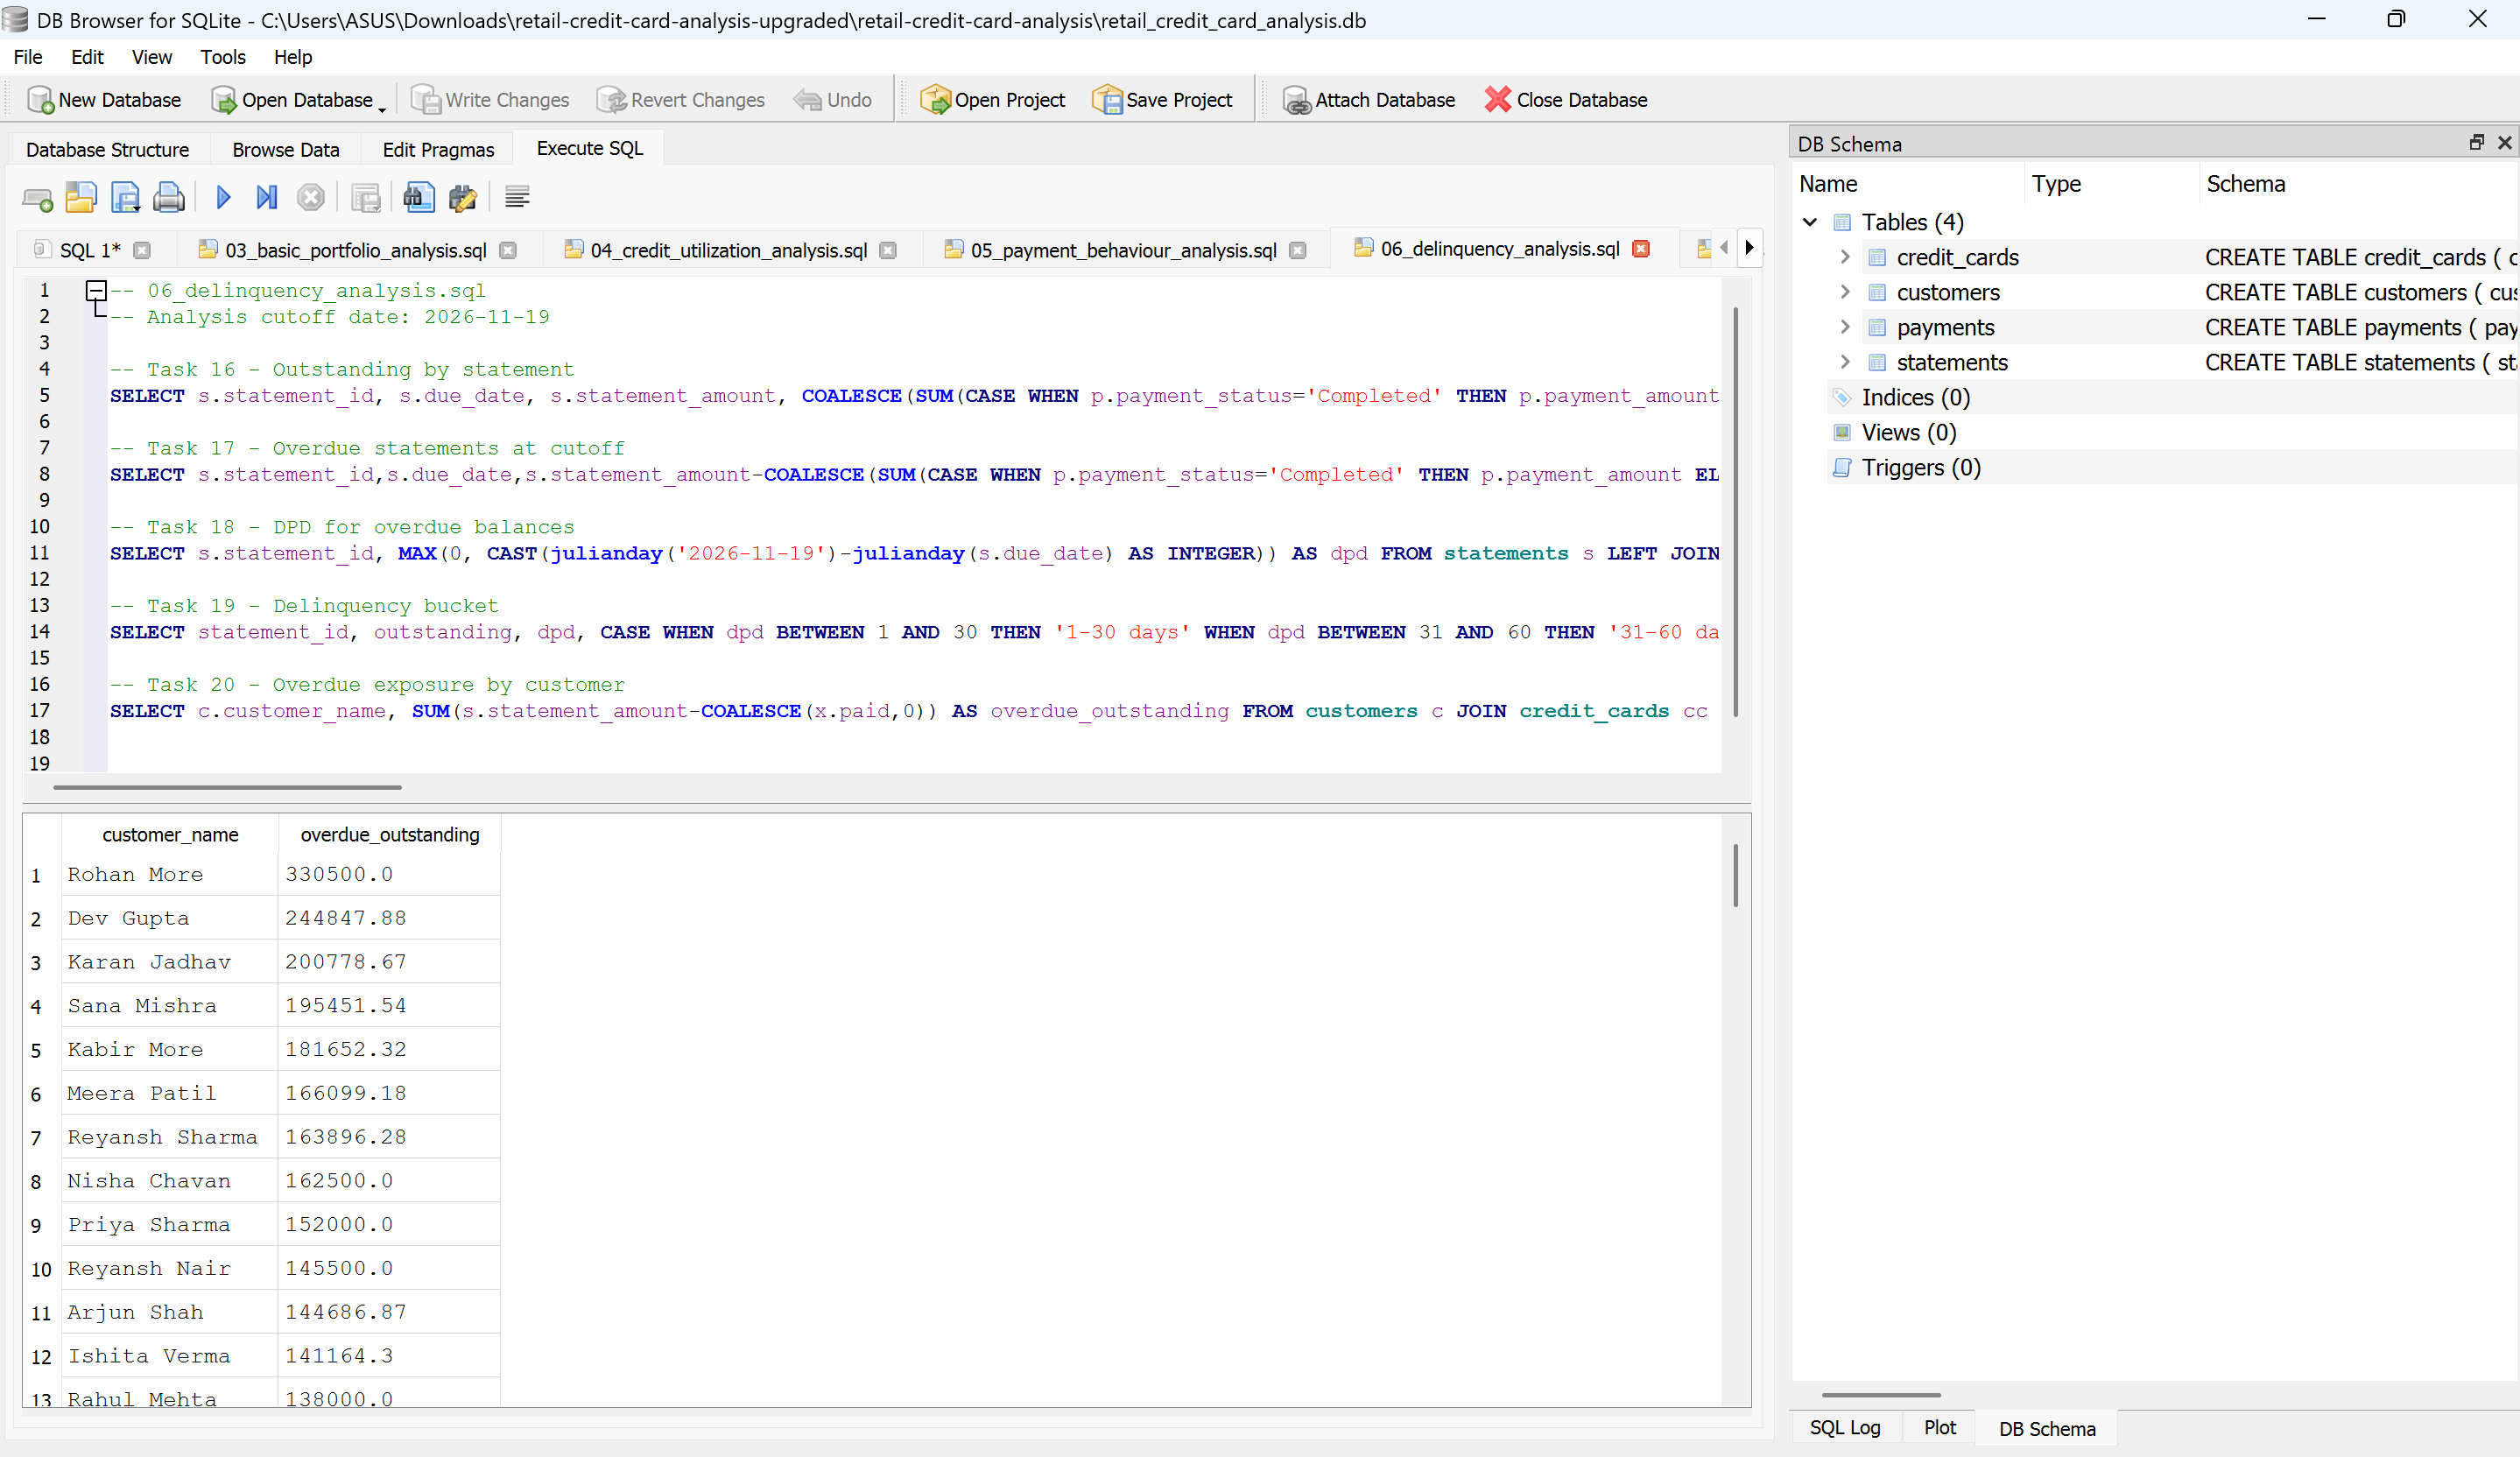 DB Browser for SQLite - C:\Users\ASUS\Downloads\retail-credit-card-analysis-upgraded\retail-credit-card-analysis\retail_credit_card_analysis.db
File Edit View Tools Help
New Database Open Database Write Changes Revert Changes Undo Open Project Save Project Attach Database Close Database
Database Structure Browse Data Edit Pragmas Execute SQL
SQL 1* 03_basic_portfolio_analysis.sql 04_credit_utilization_analysis.sql 05_payment_behaviour_analysis.sql 06_delinquency_analysis.sql
1 -- 06_delinquency_analysis.sql
2 -- Analysis cutoff date: 2026-11-19
3
4 -- Task 16 - Outstanding by statement
5 SELECT s.statement_id, s.due_date, s.statement_amount, COALESCE(SUM(CASE WHEN p.payment_status='Completed' THEN p.payment_amount
6
7 -- Task 17 - Overdue statements at cutoff
8 SELECT s.statement_id,s.due_date,s.statement_amount-COALESCE(SUM(CASE WHEN p.payment_status='Completed' THEN p.payment_amount EL
9
10 -- Task 18 - DPD for overdue balances
11 SELECT s.statement_id, MAX(0, CAST(julianday('2026-11-19')-julianday(s.due_date) AS INTEGER)) AS dpd FROM statements s LEFT JOIN
12
13 -- Task 19 - Delinquency bucket
14 SELECT statement_id, outstanding, dpd, CASE WHEN dpd BETWEEN 1 AND 30 THEN '1-30 days' WHEN dpd BETWEEN 31 AND 60 THEN '31-60 da
15
16 -- Task 20 - Overdue exposure by customer
17 SELECT c.customer_name, SUM(s.statement_amount-COALESCE(x.paid,0)) AS overdue_outstanding FROM customers c JOIN credit_cards cc
18
19
customer_name overdue_outstanding
1 Rohan More 330500.0
2 Dev Gupta 244847.88
3 Karan Jadhav 200778.67
4 Sana Mishra 195451.54
5 Kabir More 181652.32
6 Meera Patil 166099.18
7 Reyansh Sharma 163896.28
8 Nisha Chavan 162500.0
9 Priya Sharma 152000.0
10 Reyansh Nair 145500.0
11 Arjun Shah 144686.87
12 Ishita Verma 141164.3
13 Rahul Mehta 138000.0
DB Schema
Name Type Schema
Tables (4)
credit_cards CREATE TABLE credit_cards ( c
customers CREATE TABLE customers ( cus
payments CREATE TABLE payments ( pay
statements CREATE TABLE statements ( sta
Indices (0)
Views (0)
Triggers (0)
SQL Log Plot DB Schema